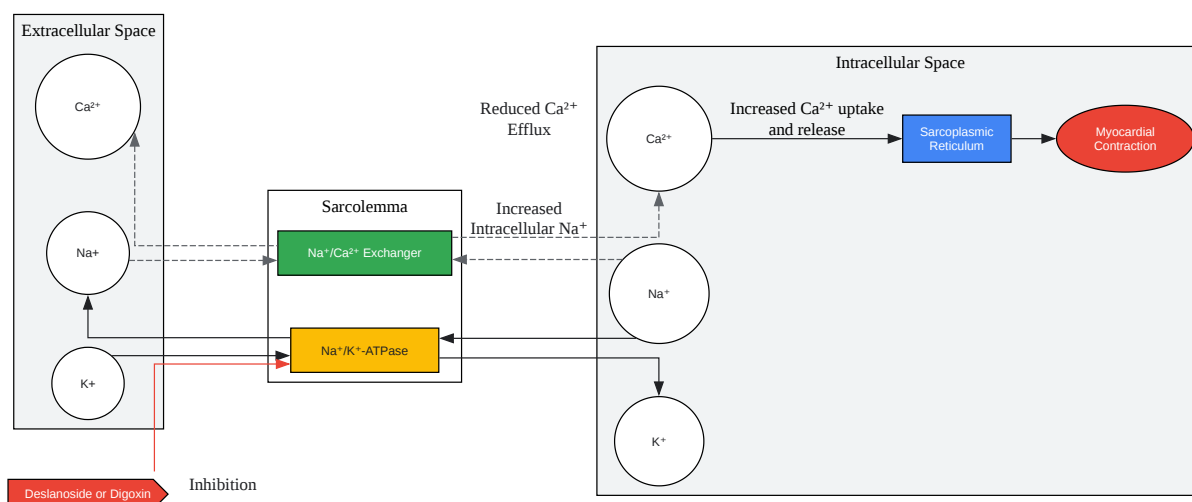 Extracellular Space
Ca²⁺
Na+
K+
Deslanoside or Digoxin
Inhibition
Sarcolemma
Na⁺/Ca²⁺ Exchanger
Na⁺/K⁺-ATPase
Reduced Ca²⁺
Efflux
Increased
Intracellular Na⁺
Intracellular Space
Ca²⁺
Na⁺
K⁺
Increased Ca²⁺ uptake
and release
Sarcoplasmic
Reticulum
Myocardial
Contraction